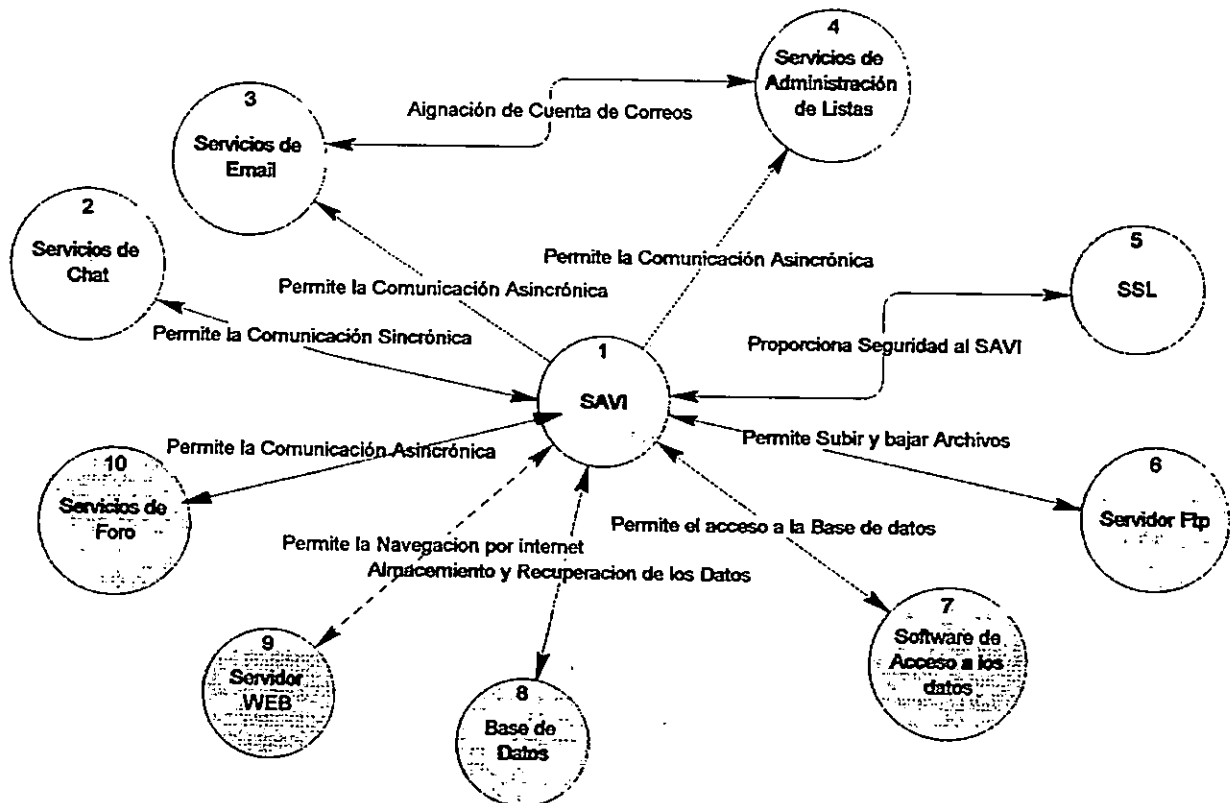 4
Servicios de
Administración
de Listas
3
Servicios de
Email
Aignación de Cuenta de Correos
2
Servicios de
Chat
5
SSL
Permite la Comunicación Asincrónica
Permite la Comunicación Asincrónica
Permite la Comunicación Sincrónica
Proporciona Seguridad al SAVI
1
SAVI
Permite la Comunicación Asincrónica
Permite Subir y bajar Archivos
10
Servicios de
Foro
6
Servidor Ftp
Permite el acceso a la Base de datos
Permite la Navegacion por internet
Almacemiento y Recuperacion de los Datos
7
Software de
Acceso a los
datos
9
Servidor
WEB
8
Base de
Datos